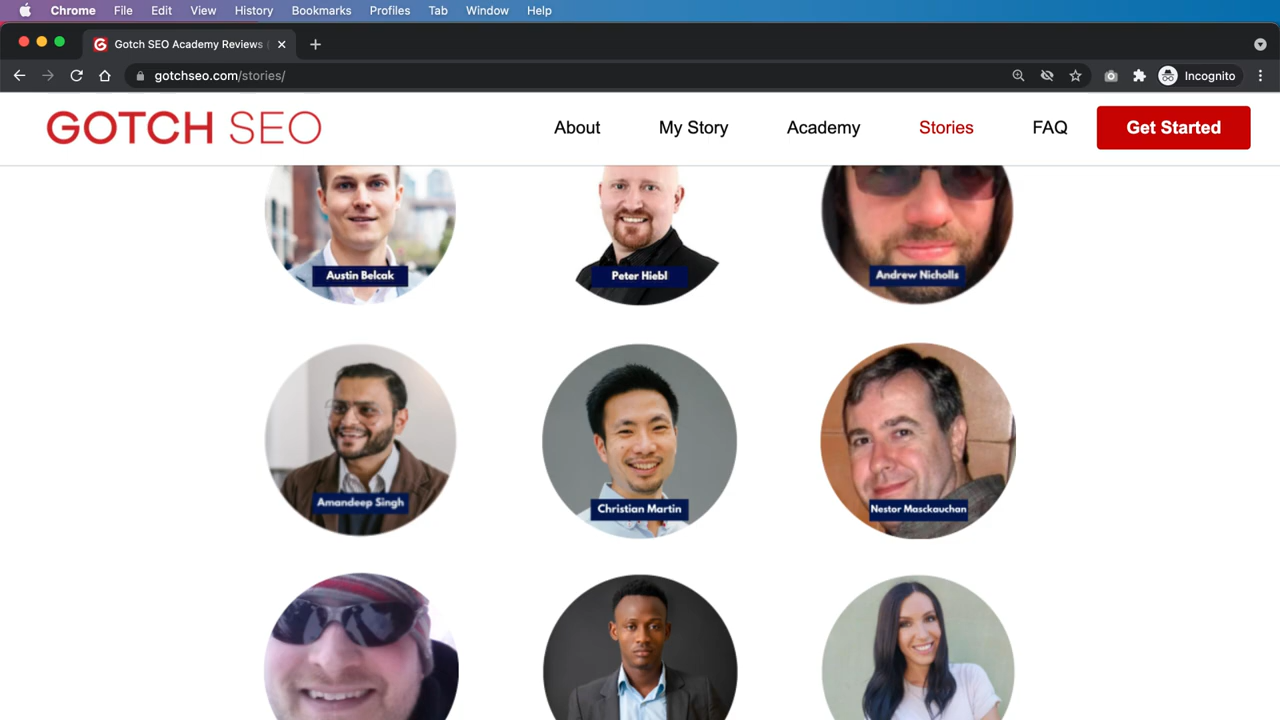 Chrome File Edit View History Bookmarks Profiles Tab Window Help
Gotch SEO Academy Reviews
gotchseo.com/stories/
Incognito
GOTCH SEO
About My Story Academy Stories FAQ Get Started
Austin Belcak
Peter Hiebl
Andrew Nicholls
Amandeep Singh
Christian Martin
Nestor Masckauchan